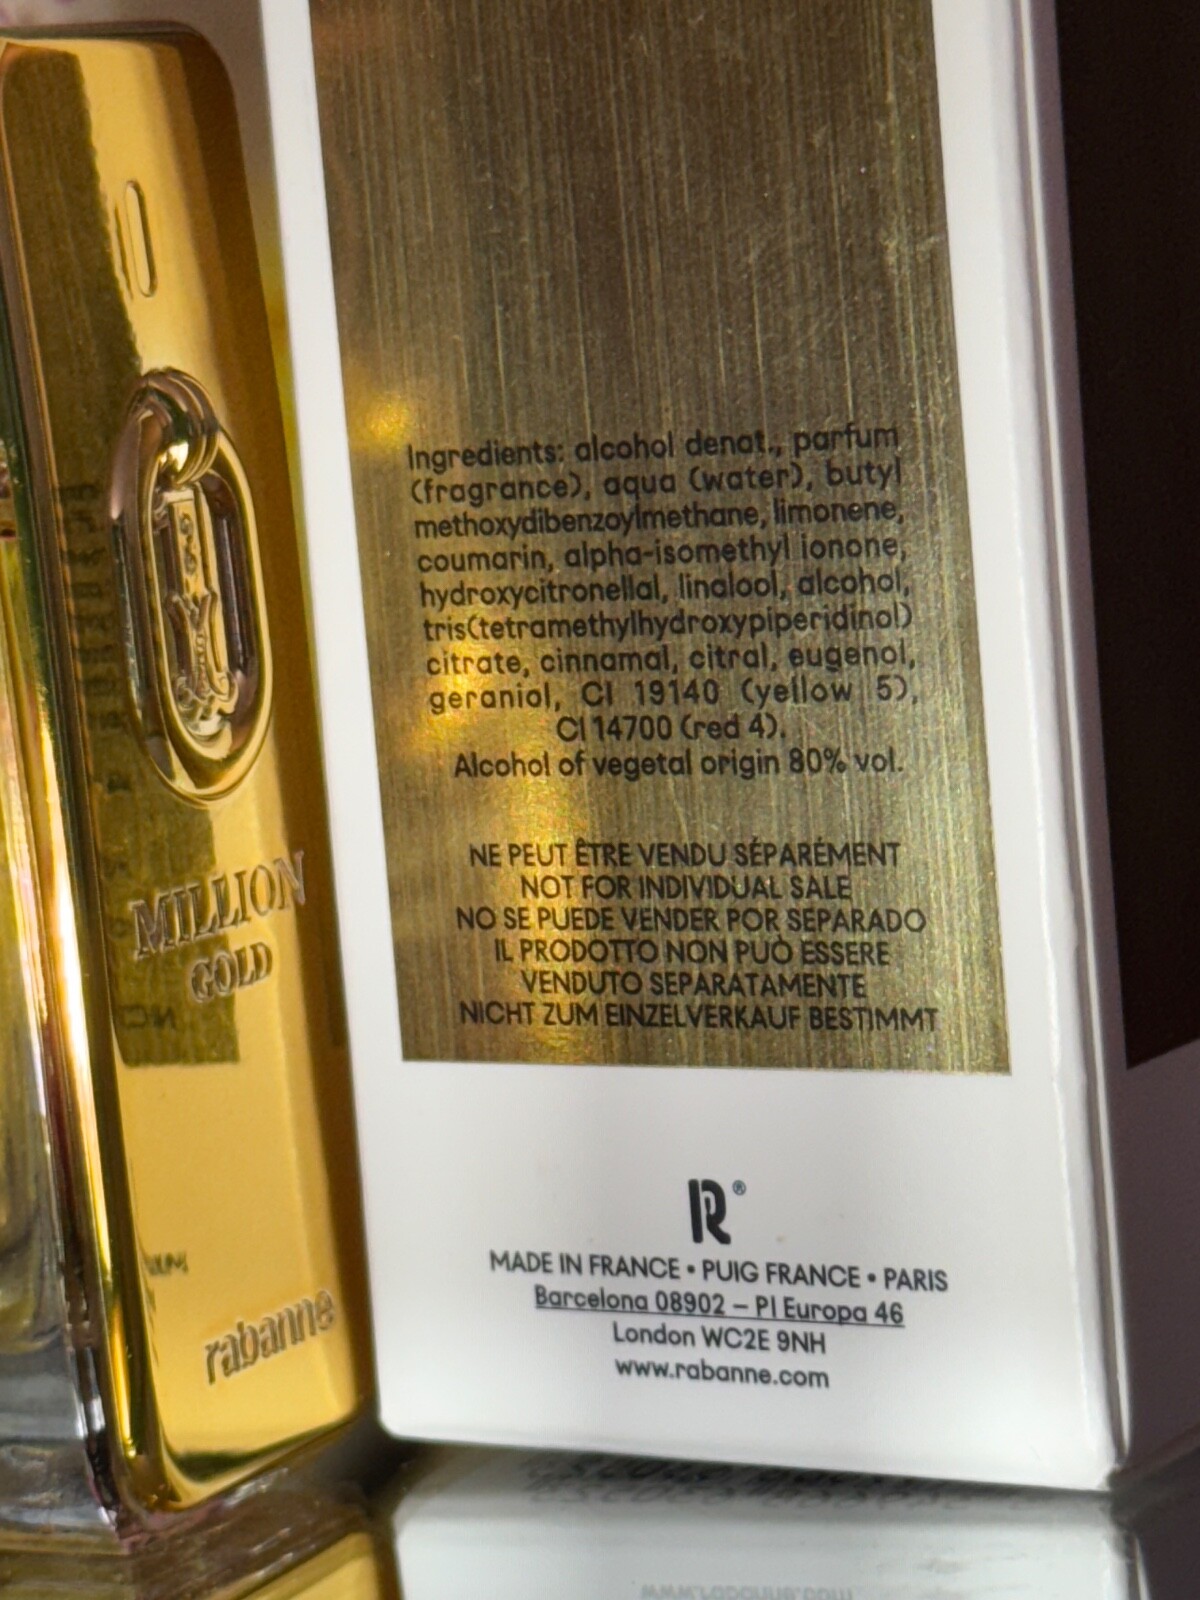 MILLION
GOLD
rabanne
Ingredients: alcohol denat., parfum
(fragrance), aqua (water), butyl
methoxydibenzoylmethane, limonene,
coumarin, alpha-isomethyl ionone,
hydroxycitronellal, linalool, alcohol,
tris(tetramethylhydroxypiperidinol)
citrate, cinnamal, citral, eugenol,
geraniol, CI 19140 (yellow 5),
CI 14700 (red 4).
Alcohol of vegetal origin 80% vol.
NE PEUT ÊTRE VENDU SÉPARÉMENT
NOT FOR INDIVIDUAL SALE
NO SE PUEDE VENDER POR SEPARADO
IL PRODOTTO NON PUÒ ESSERE
VENDUTO SEPARATAMENTE
NICHT ZUM EINZELVERKAUF BESTIMMT
R®
MADE IN FRANCE • PUIG FRANCE • PARIS
Barcelona 08902 – Pl Europa 46
London WC2E 9NH
www.rabanne.com